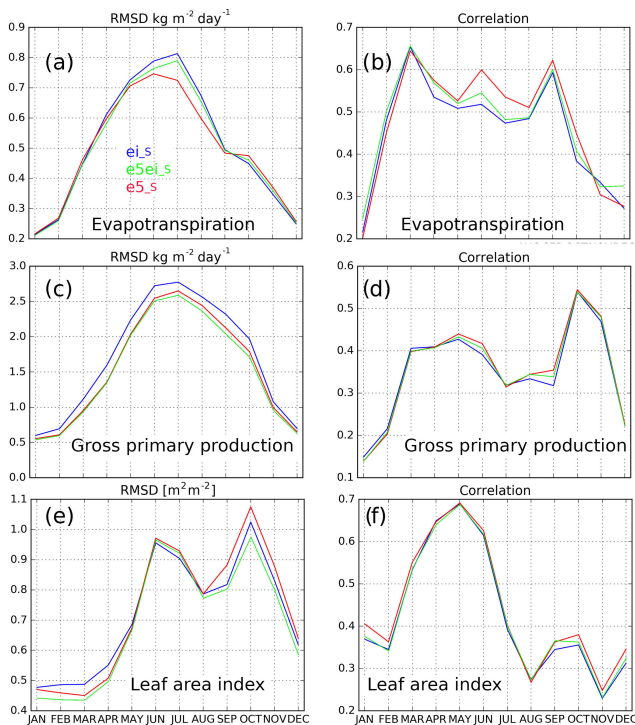 RMSD kg m⁻² day⁻¹
Correlation
0.9
0.8
0.7
0.6
0.5
0.4
0.3
0.2
(a)
ei_S
e5ei_S
e5_S
Evapotranspiration
0.7
0.6
0.5
0.4
0.3
0.2
(b)
Evapotranspiration
RMSD kg m⁻² day⁻¹
Correlation
3.0
2.5
2.0
1.5
1.0
0.5
0.0
(c)
Gross primary production
0.6
0.5
0.4
0.3
0.2
0.1
(d)
Gross primary production
RMSD [m²m⁻²]
Correlation
1.1
1.0
0.9
0.8
0.7
0.6
0.5
0.4
(e)
Leaf area index
JAN FEB MAR APR MAY JUN JUL AUG SEP OCT NOV DEC
0.7
0.6
0.5
0.4
0.3
0.2
(f)
Leaf area index
JAN FEB MAR APR MAY JUN JUL AUG SEP OCT NOV